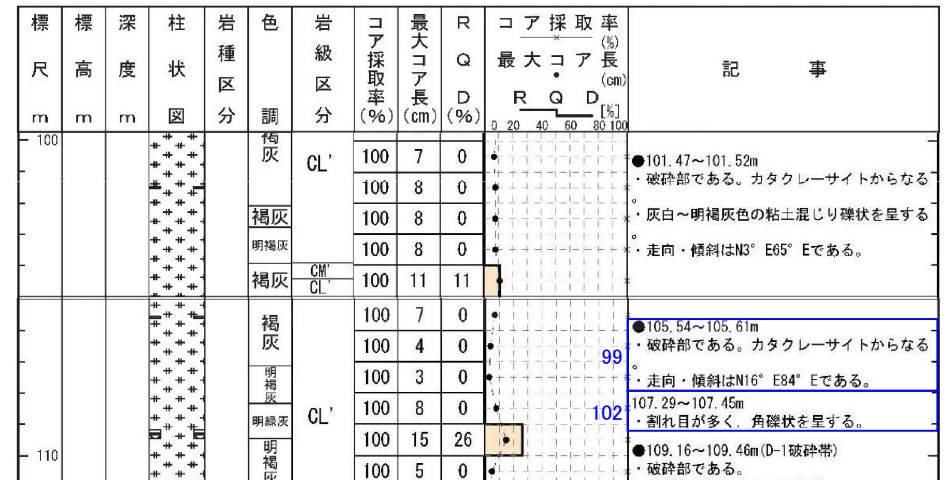 標尺 m
標高 m
深度 m
柱状図
岩種区分
色調
岩級区分
コア採取率(%)
最大コア長(cm)
RQD(%)
コア採取率(%)
最大コア長(cm)
RQD[%]
0 20 40 60 80 100
記事
100
褐灰
CL'
100 7 0
100 8 0
褐灰
100 8 0
明褐灰
100 8 0
褐灰
CM'
CL'
100 11 11
●101.47～101.52m
・破砕部である。カタクレーサイトからなる
。
・灰白～明褐灰色の粘土混じり礫状を呈する
。
・走向・傾斜はN3°E65°Eである。
褐灰
100 7 0
100 4 0
明褐灰
100 3 0
明緑灰
CL'
100 8 0
100 15 26
110
明褐灰
100 5 0
99
●105.54～105.61m
・破砕部である。カタクレーサイトからなる
。
・走向・傾斜はN16°E84°Eである。
102
107.29～107.45m
・割れ目が多く，角礫状を呈する。
●109.16～109.46m(D-1破砕帯)
・破砕部である。